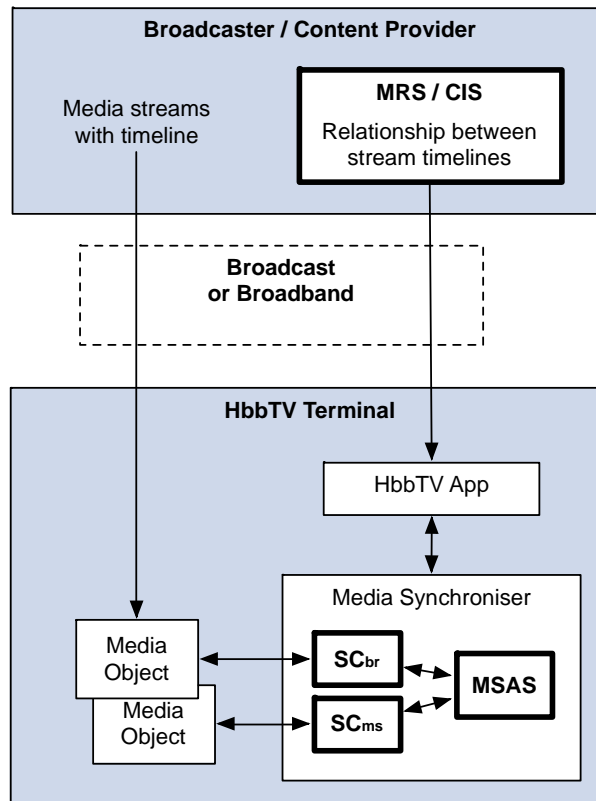 Broadcaster / Content Provider
Media streams
with timeline
MRS / CIS
Relationship between
stream timelines
Broadcast
or Broadband
HbbTV Terminal
HbbTV App
Media Synchroniser
Media
Object
SCbr
MSAS
Media
Object
SCms